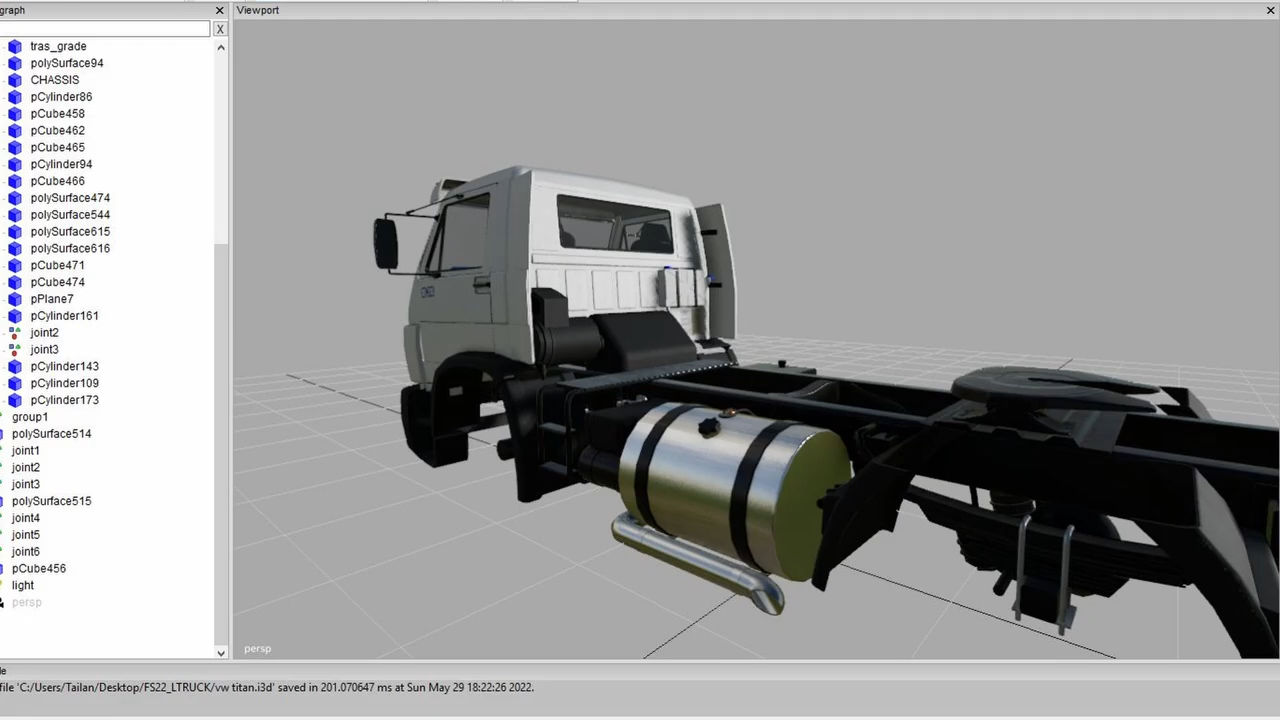 graph
Viewport
X
tras_grade
polySurface94
CHASSIS
pCylinder86
pCube458
pCube462
pCube465
pCylinder94
pCube466
polySurface474
polySurface544
polySurface615
polySurface616
pCube471
pCube474
pPlane7
pCylinder161
joint2
joint3
pCylinder143
pCylinder109
pCylinder173
group1
polySurface514
joint1
joint2
joint3
polySurface515
joint4
joint5
joint6
pCube456
light
persp
persp
le
file 'C:/Users/Tailan/Desktop/FS22_LTRUCK/vw titan.i3d' saved in 201.070647 ms at Sun May 29 18:22:26 2022.